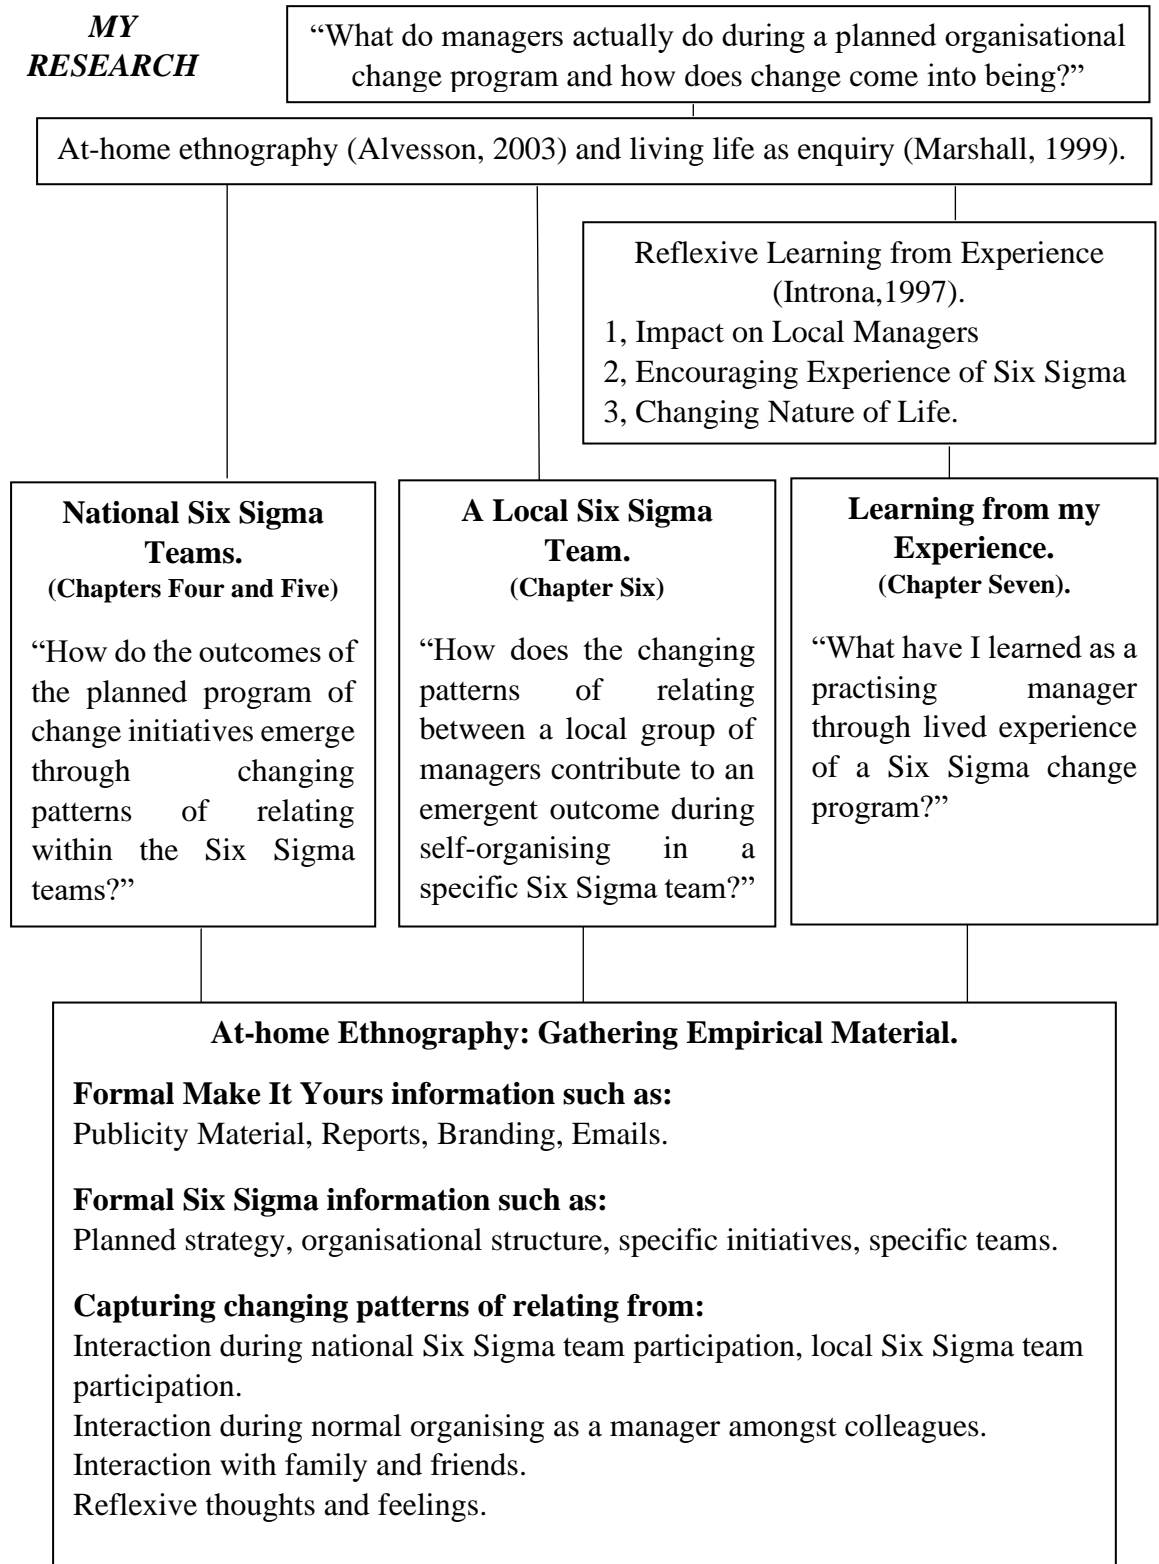 MY
RESEARCH
“What do managers actually do during a planned organisational
change program and how does change come into being?”
At-home ethnography (Alvesson, 2003) and living life as enquiry (Marshall, 1999).
Reflexive Learning from Experience
(Introna,1997).
1, Impact on Local Managers
2, Encouraging Experience of Six Sigma
3, Changing Nature of Life.
National Six Sigma
Teams.
(Chapters Four and Five)
“How do the outcomes of
the planned program of
change initiatives emerge
through changing
patterns of relating
within the Six Sigma
teams?”
A Local Six Sigma
Team.
(Chapter Six)
“How does the changing
patterns of relating
between a local group of
managers contribute to an
emergent outcome during
self-organising in a
specific Six Sigma team?”
Learning from my
Experience.
(Chapter Seven).
“What have I learned as a
practising manager
through lived experience
of a Six Sigma change
program?”
At-home Ethnography: Gathering Empirical Material.
Formal Make It Yours information such as:
Publicity Material, Reports, Branding, Emails.
Formal Six Sigma information such as:
Planned strategy, organisational structure, specific initiatives, specific teams.
Capturing changing patterns of relating from:
Interaction during national Six Sigma team participation, local Six Sigma team
participation.
Interaction during normal organising as a manager amongst colleagues.
Interaction with family and friends.
Reflexive thoughts and feelings.